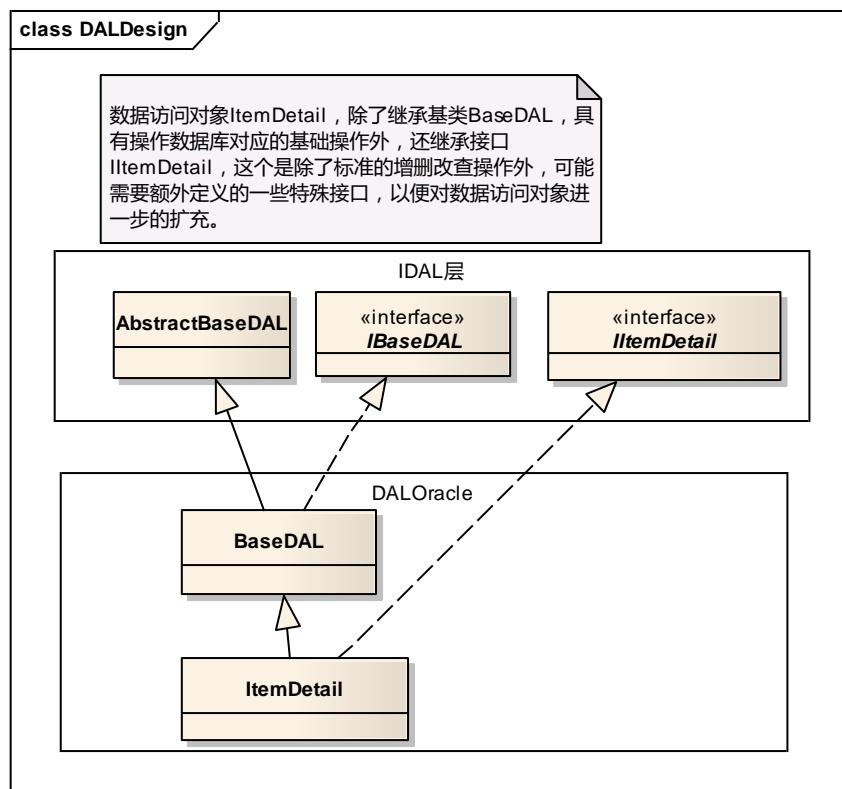 class DALDesign
数据访问对象ItemDetail，除了继承基类BaseDAL，具
有操作数据库对应的基础操作外，还继承接口
IItemDetail，这个是除了标准的增删改查操作外，可能
需要额外定义的一些特殊接口，以便对数据访问对象进
一步的扩充。
IDAL层
AbstractBaseDAL
«interface»
IBaseDAL
«interface»
IItemDetail
DALOracle
BaseDAL
ItemDetail